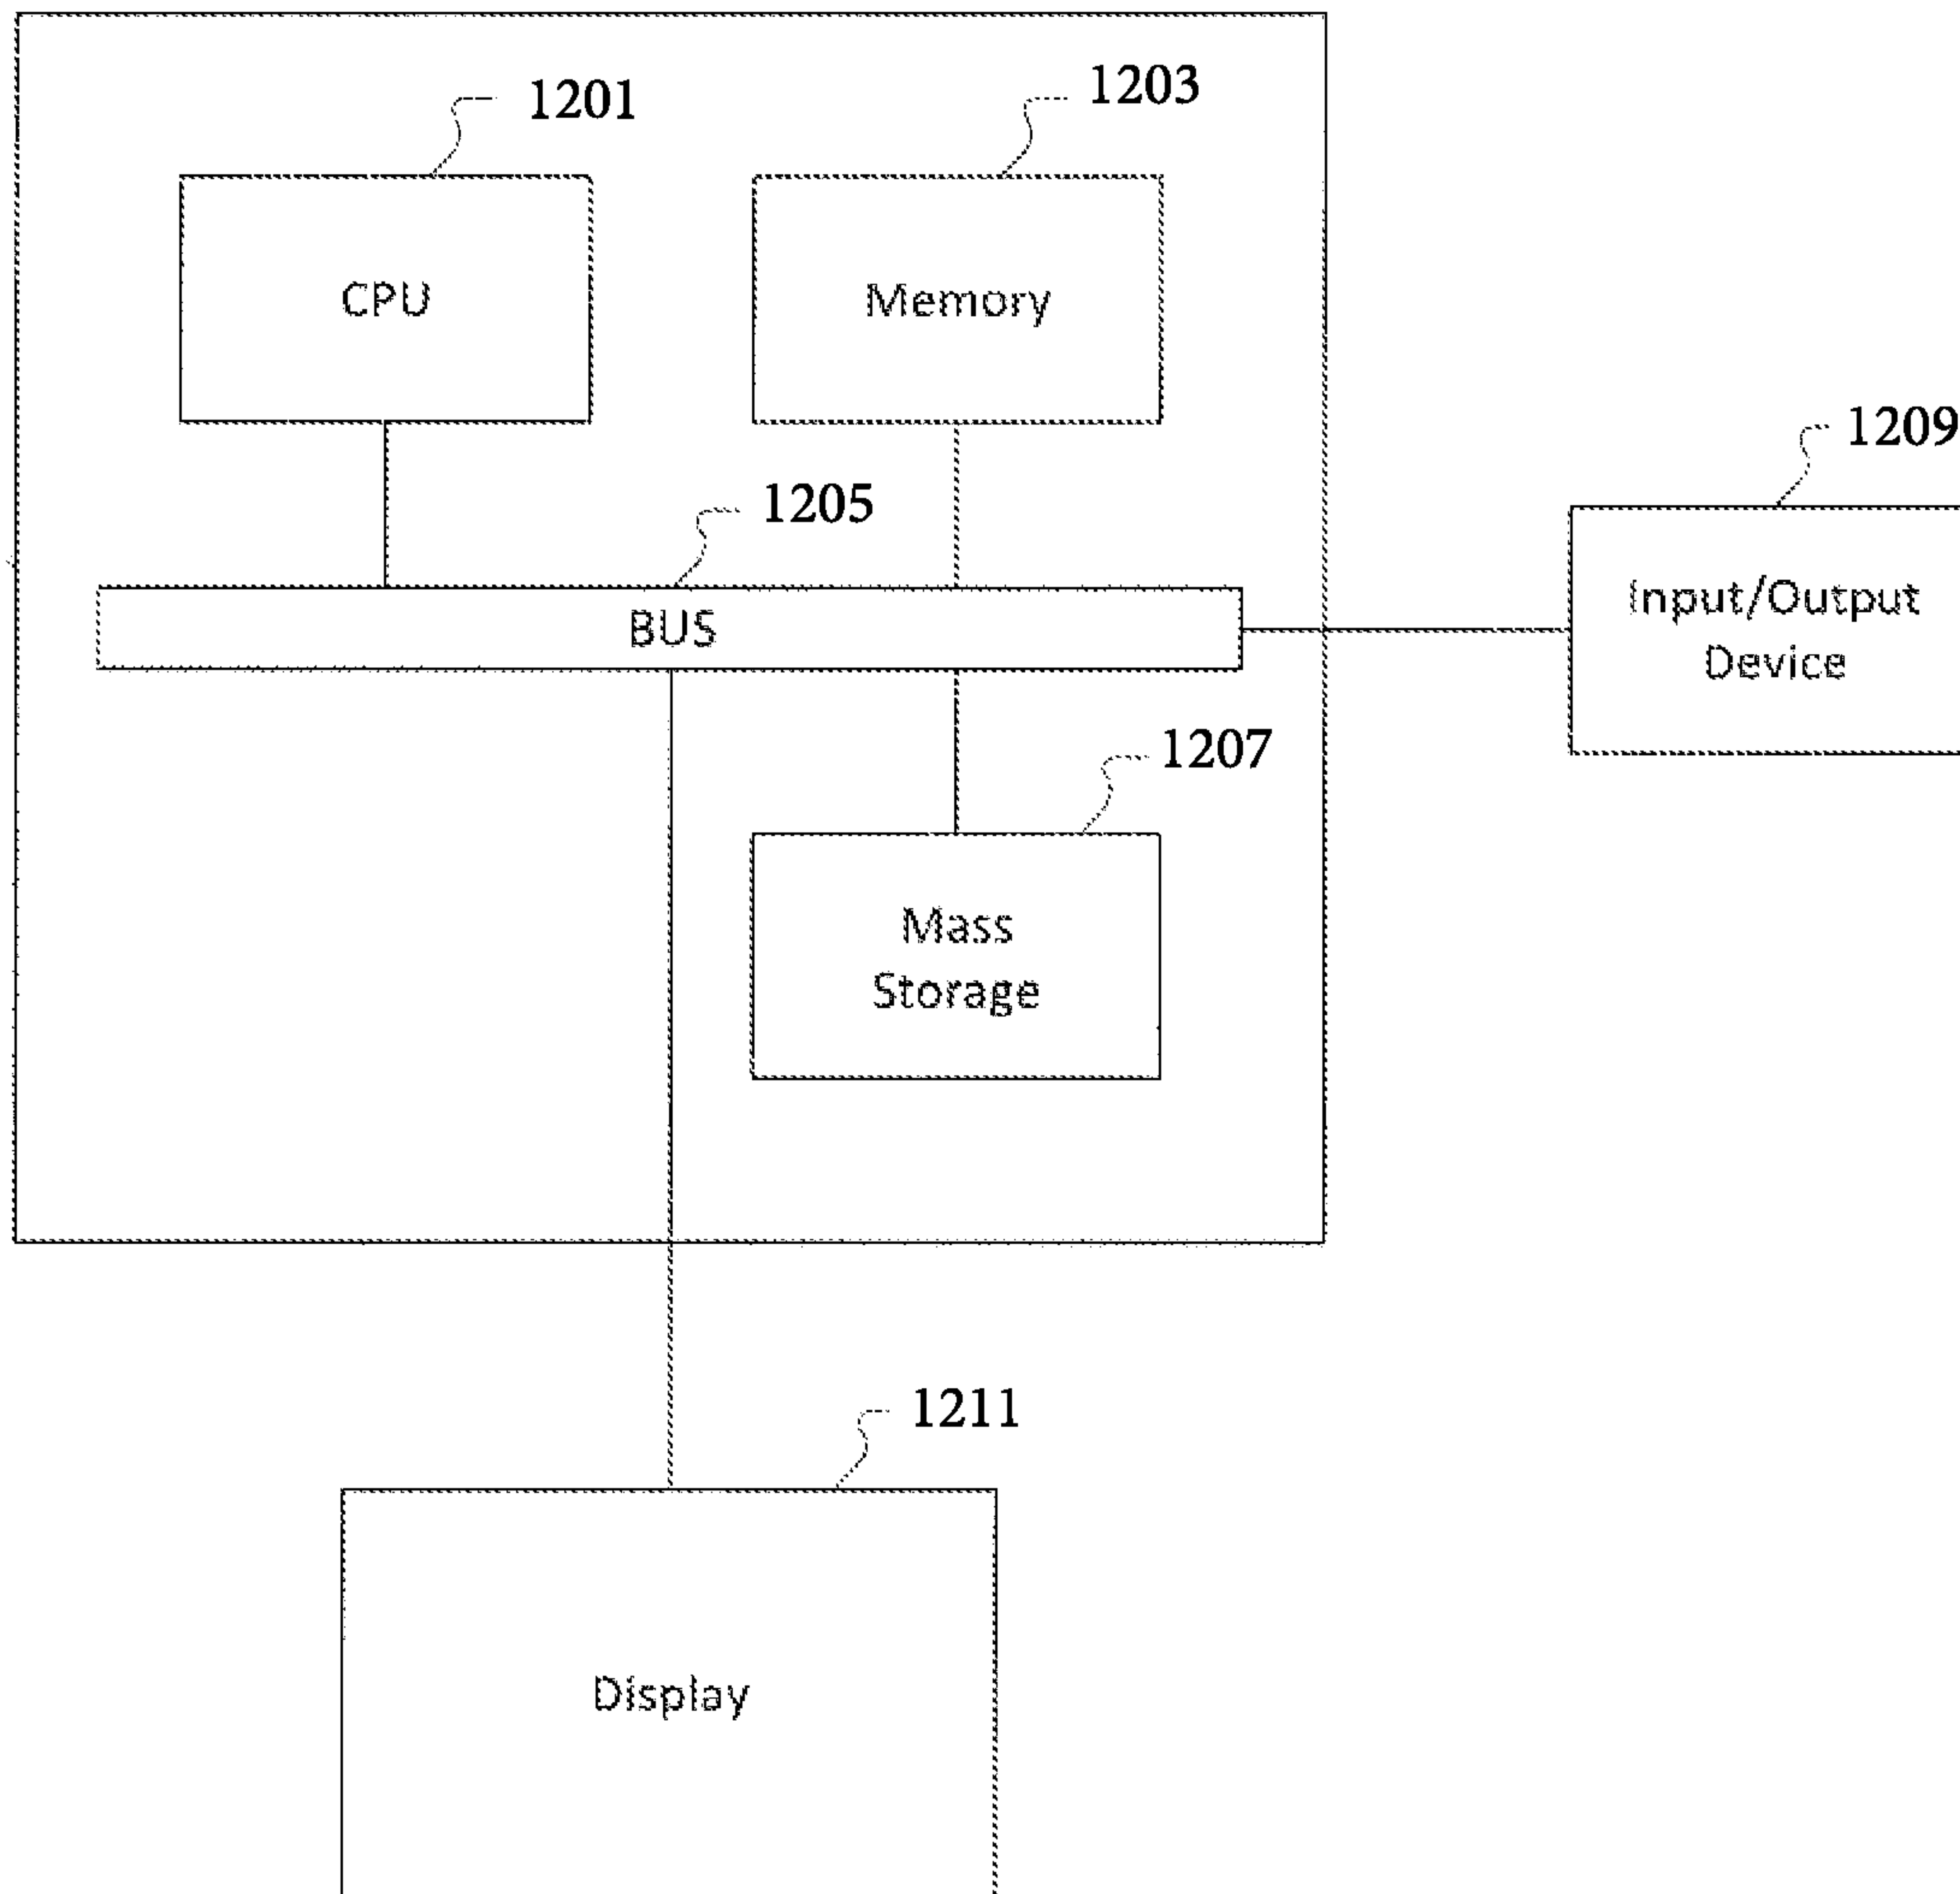 1201
1203
CPU
Memory
1209
1205
Input/Output
Device
BUS
1207
Mass
Storage
1211
Display